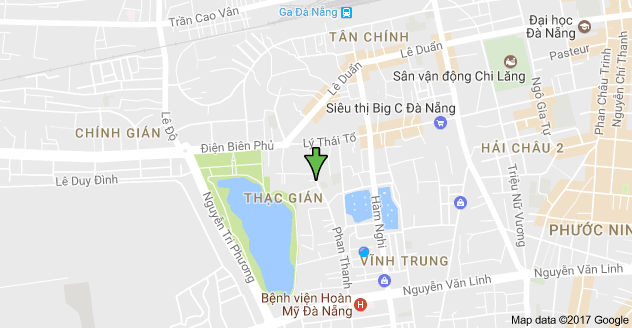 Trần Cao Vân
Ga Đà Nẵng
TÂN CHÍNH
Lê Duẩn
Đại học
Đà Nẵng
Pasteur
Lê Duẩn
Sân vận động Chi Lăng
Phan Châu Trinh
Nguyễn Chí Thanh
Ngô Gia Tự
Siêu thị Big C Đà Nẵng
Lê Độ
CHÍNH GIÁN
Điện Biên Phủ
Lý Thái Tổ
HẢI CHÂU 2
Lê Duy Đình
THẠC GIÁN
Triệu Nữ Vương
Nguyễn Tri Phương
Hàm Nghi
Phan Thanh
PHƯỚC NIN
VĨNH TRUNG
Nguyễn Văn Linh
Nguyễn Văn Linh
Bệnh viện Hoàn
Mỹ Đà Nẵng
H
Map data ©2017 Google